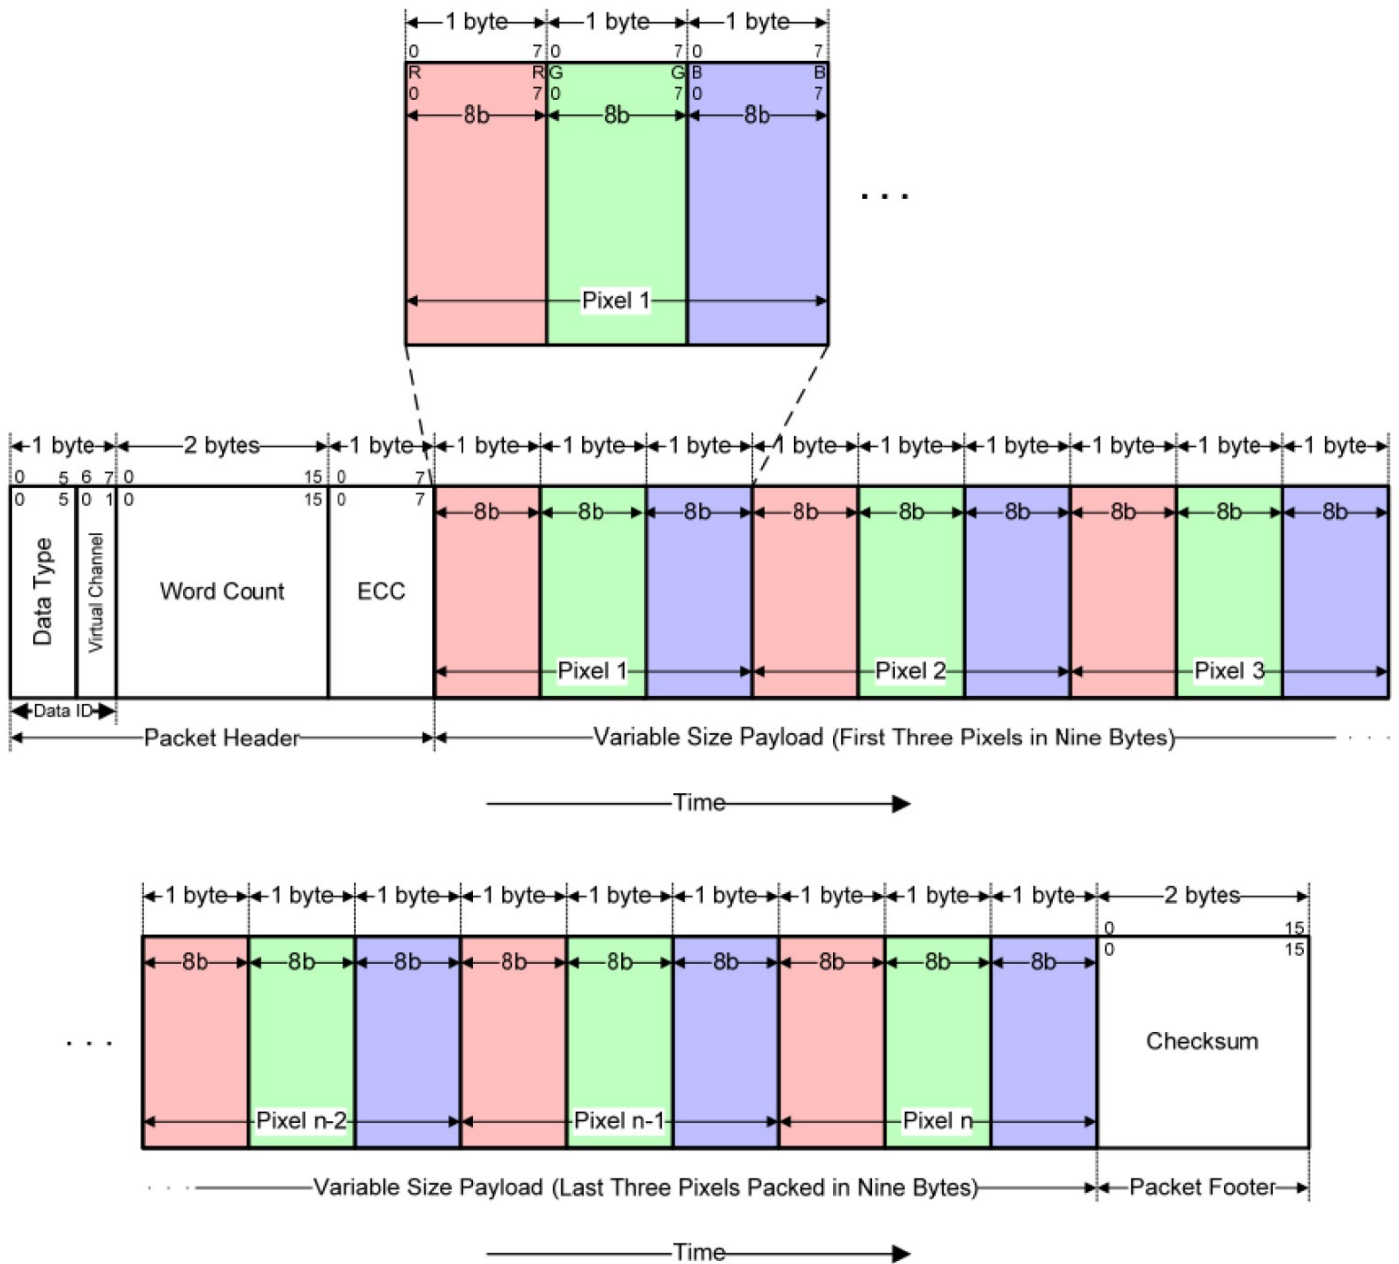 1 byte 1 byte 1 byte
0 7 0 7 0 7
R R G G B B
0 7 0 7 0 7
8b 8b 8b
. . .
Pixel 1
1 byte 2 bytes 1 byte 1 byte 1 byte 1 byte 1 byte 1 byte 1 byte 1 byte 1 byte 1 byte
0 5 6 7 0 15 0 7
0 5 0 1 0 15 0 7
8b 8b 8b 8b 8b 8b 8b 8b 8b
Data Type
Virtual Channel
Word Count
ECC
Pixel 1 Pixel 2 Pixel 3
Data ID
Packet Header Variable Size Payload (First Three Pixels in Nine Bytes) . . .
Time
1 byte 1 byte 1 byte 1 byte 1 byte 1 byte 1 byte 1 byte 1 byte 2 bytes
0 15
0 15
8b 8b 8b 8b 8b 8b 8b 8b 8b
. . .
Checksum
Pixel n-2 Pixel n-1 Pixel n
. . . Variable Size Payload (Last Three Pixels Packed in Nine Bytes) Packet Footer
Time